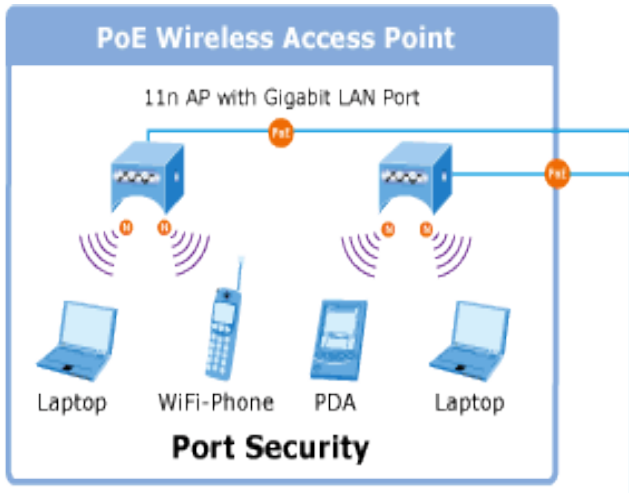 PoE Wireless Access Point
11n AP with Gigabit LAN Port
PoE
PoE
N N N N
Laptop WiFi-Phone PDA Laptop
Port Security